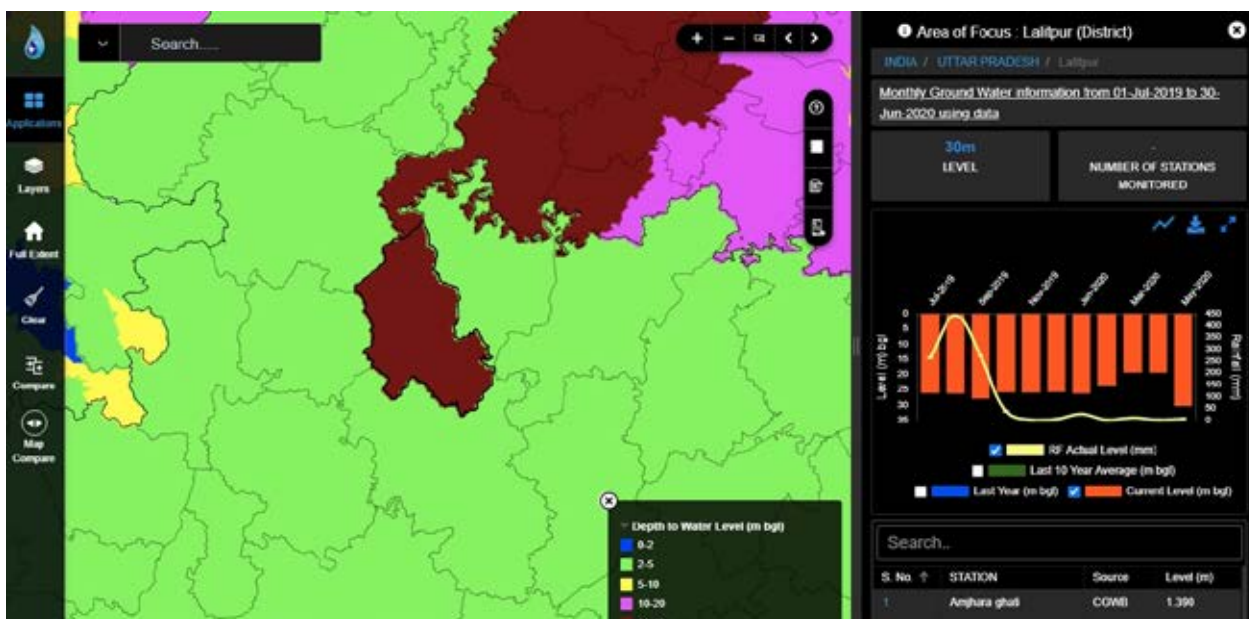 Search.....
Applications
Layers
Full Extent
Clear
Compare
Map
Compare
Depth to Water Level (m bgl)
0-2
2-5
5-10
10-20
Area of Focus : Lalitpur (District)
INDIA / UTTAR PRADESH / Lalitpur
Monthly Ground Water information from 01-Jul-2019 to 30-
Jun-2020 using data
30m
LEVEL
-
NUMBER OF STATIONS
MONITORED
Jul-2019 Sep-2019 Nov-2019 Jan-2020 Mar-2020 May-2020
0 450
5 400
10 350
15 300
20 250
25 200
30 150
35 100
50
0
Level (m) bgl
Rainfall (mm)
RF Actual Level (mm)
Last 10 Year Average (m bgl)
Last Year (m bgl) Current Level (m bgl)
Search..
S. No. STATION Source Level (m)
1 Amjhara ghati CGWB 1.390